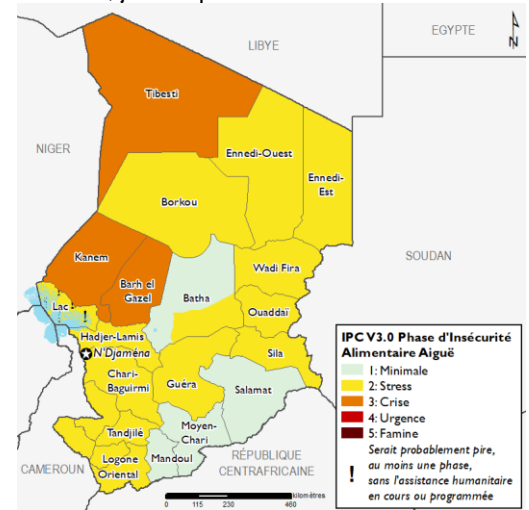 LIBYE
EGYPTE
N
Tibesti
NIGER
Ennedi-Ouest
Ennedi-
Est
Borkou
SOUDAN
Kanem
Wadi Fira
Barh el
Gazel
Batha
Lac
!
!
!
Ouaddaï
Hadjer-Lamis
N'Djaména
Sila
Chari-
Baguirmi
Guéra
Salamat
Moyen-
Chari
Tandjilé
Logone
Oriental
Mandoul
CAMEROUN
RÉPUBLIQUE
CENTRAFRICAINE
kilomètres
0 115 230 460
IPC V3.0 Phase d'Insécurité
Alimentaire Aiguë
1: Minimale
2: Stress
3: Crise
4: Urgence
5: Famine
! Serait probablement pire,
au moins une phase,
sans l'assistance humanitaire
en cours ou programmée